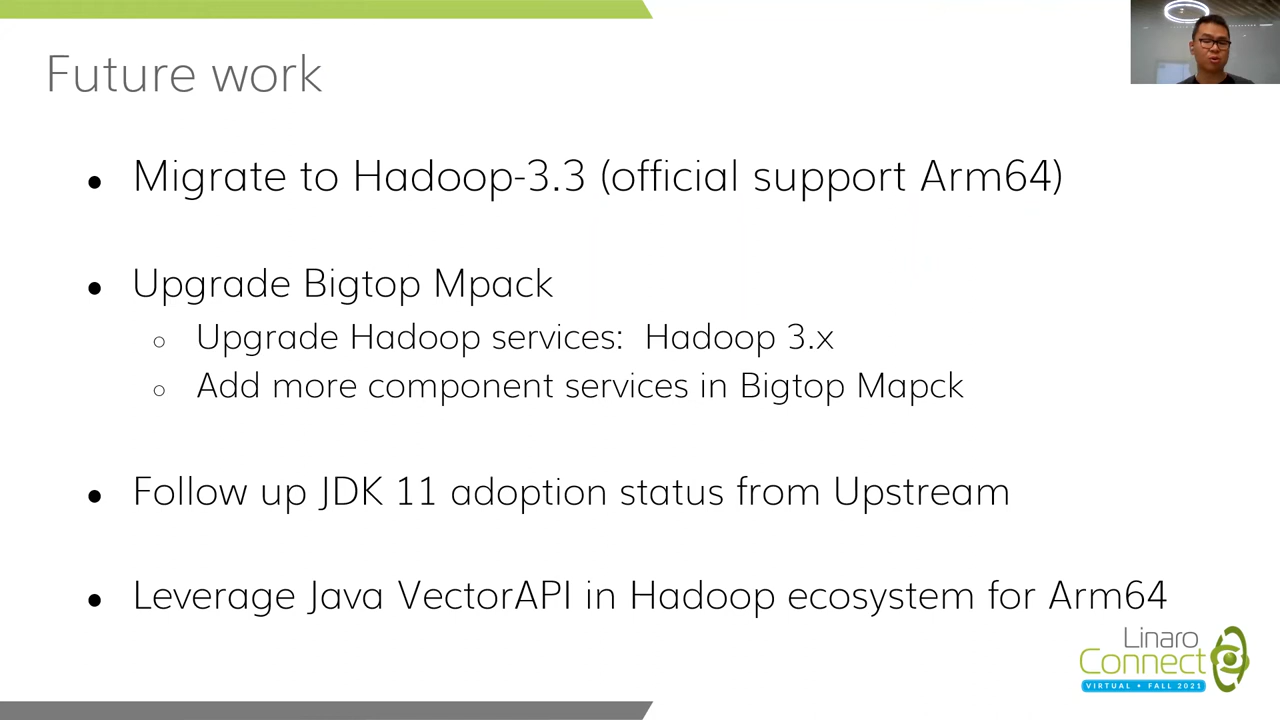 Future work
● Migrate to Hadoop-3.3 (official support Arm64)
● Upgrade Bigtop Mpack
○ Upgrade Hadoop services: Hadoop 3.x
○ Add more component services in Bigtop Mapck
● Follow up JDK 11 adoption status from Upstream
● Leverage Java VectorAPI in Hadoop ecosystem for Arm64
Linaro
Connect
VIRTUAL • FALL 2021